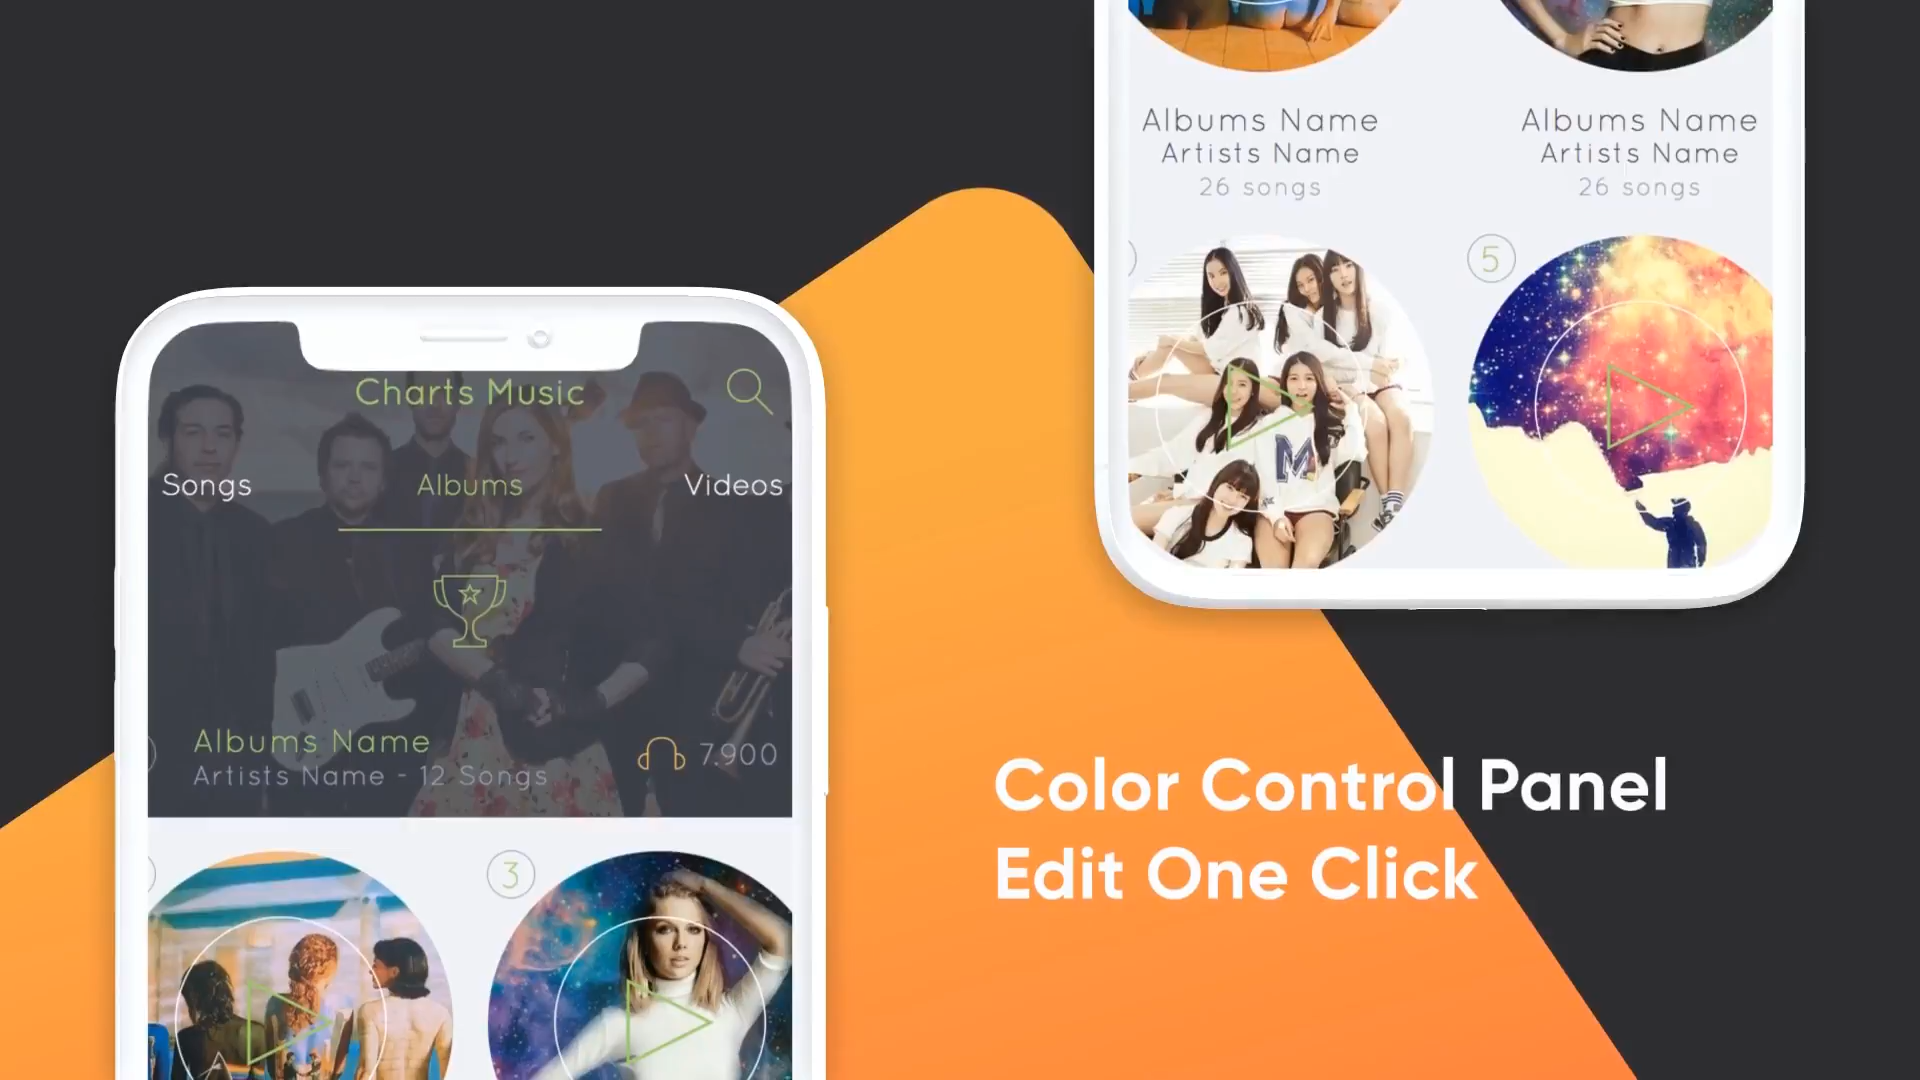 Charts Music
Songs Albums Videos
Albums Name
Artists Name - 12 Songs
7.900
3
Albums Name
Artists Name
26 songs
Albums Name
Artists Name
26 songs
M
5
Color Control Panel
Edit One Click